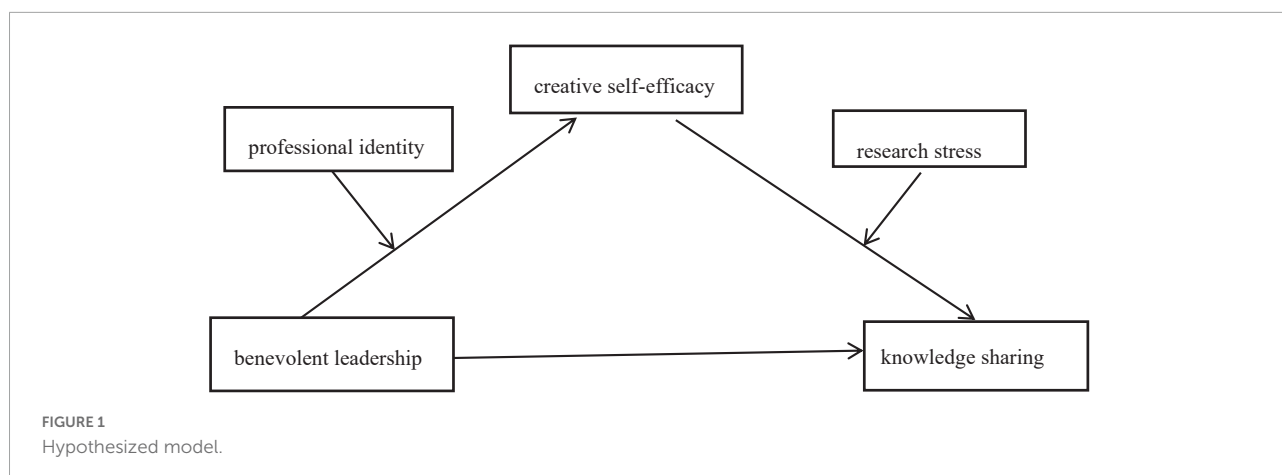 creative self-efficacy
professional identity
research stress
benevolent leadership
knowledge sharing
FIGURE 1
Hypothesized model.